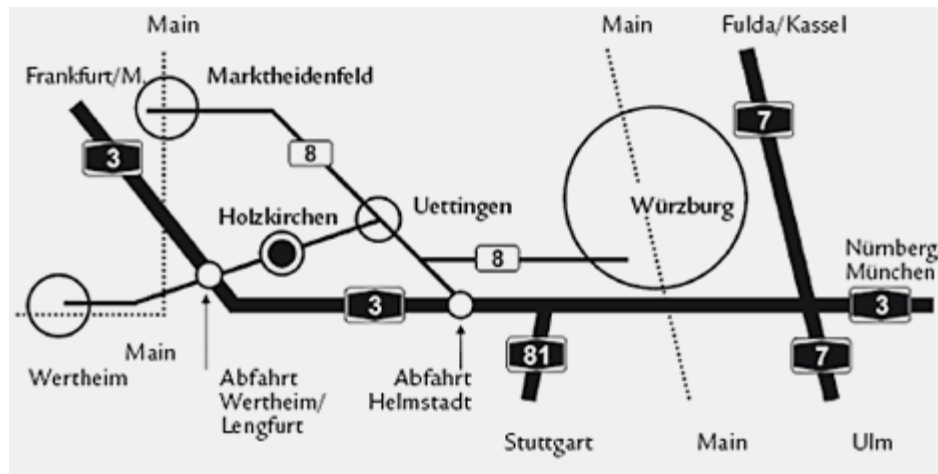 Main
Main
Fulda/Kassel
Frankfurt/M.
Marktheidenfeld
7
3
8
Holzkirchen
Uettingen
Würzburg
8
Nürnberg
München
3
3
Main
81
7
Wertheim
Abfahrt
Wertheim/
Lengfurt
Abfahrt
Helmstadt
Stuttgart
Main
Ulm